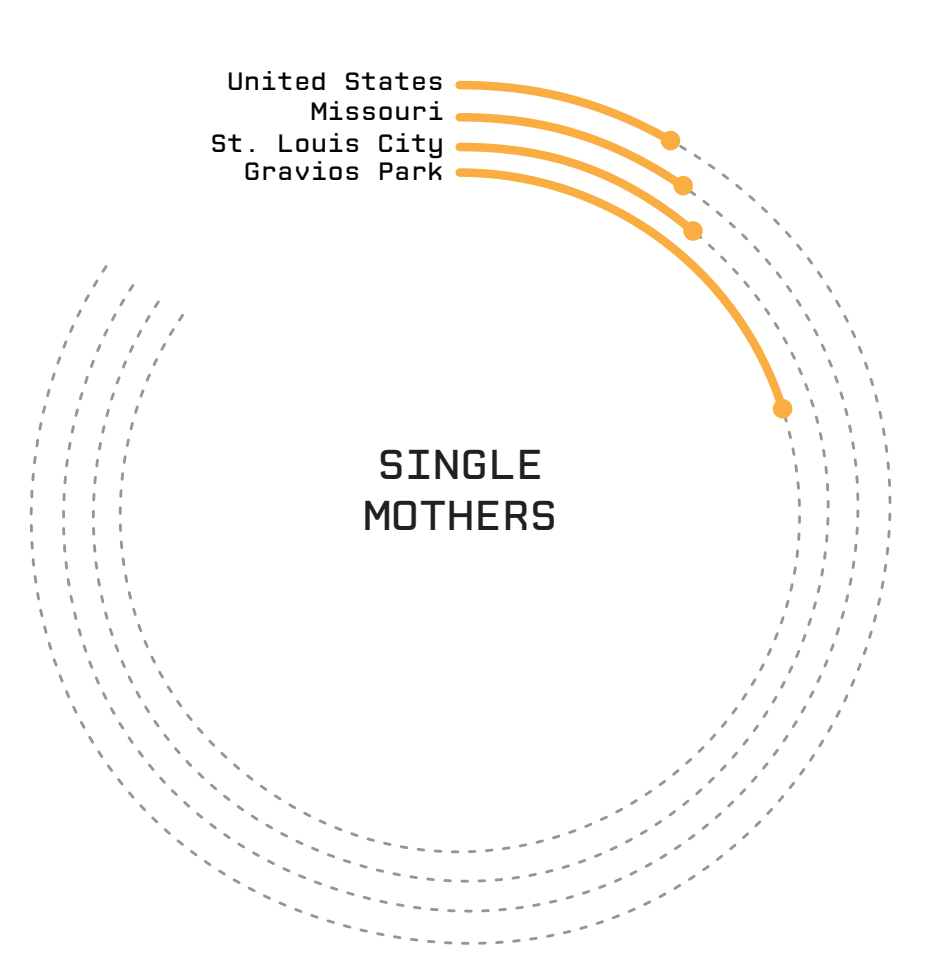 United States
Missouri
St. Louis City
Gravios Park
SINGLE
MOTHERS